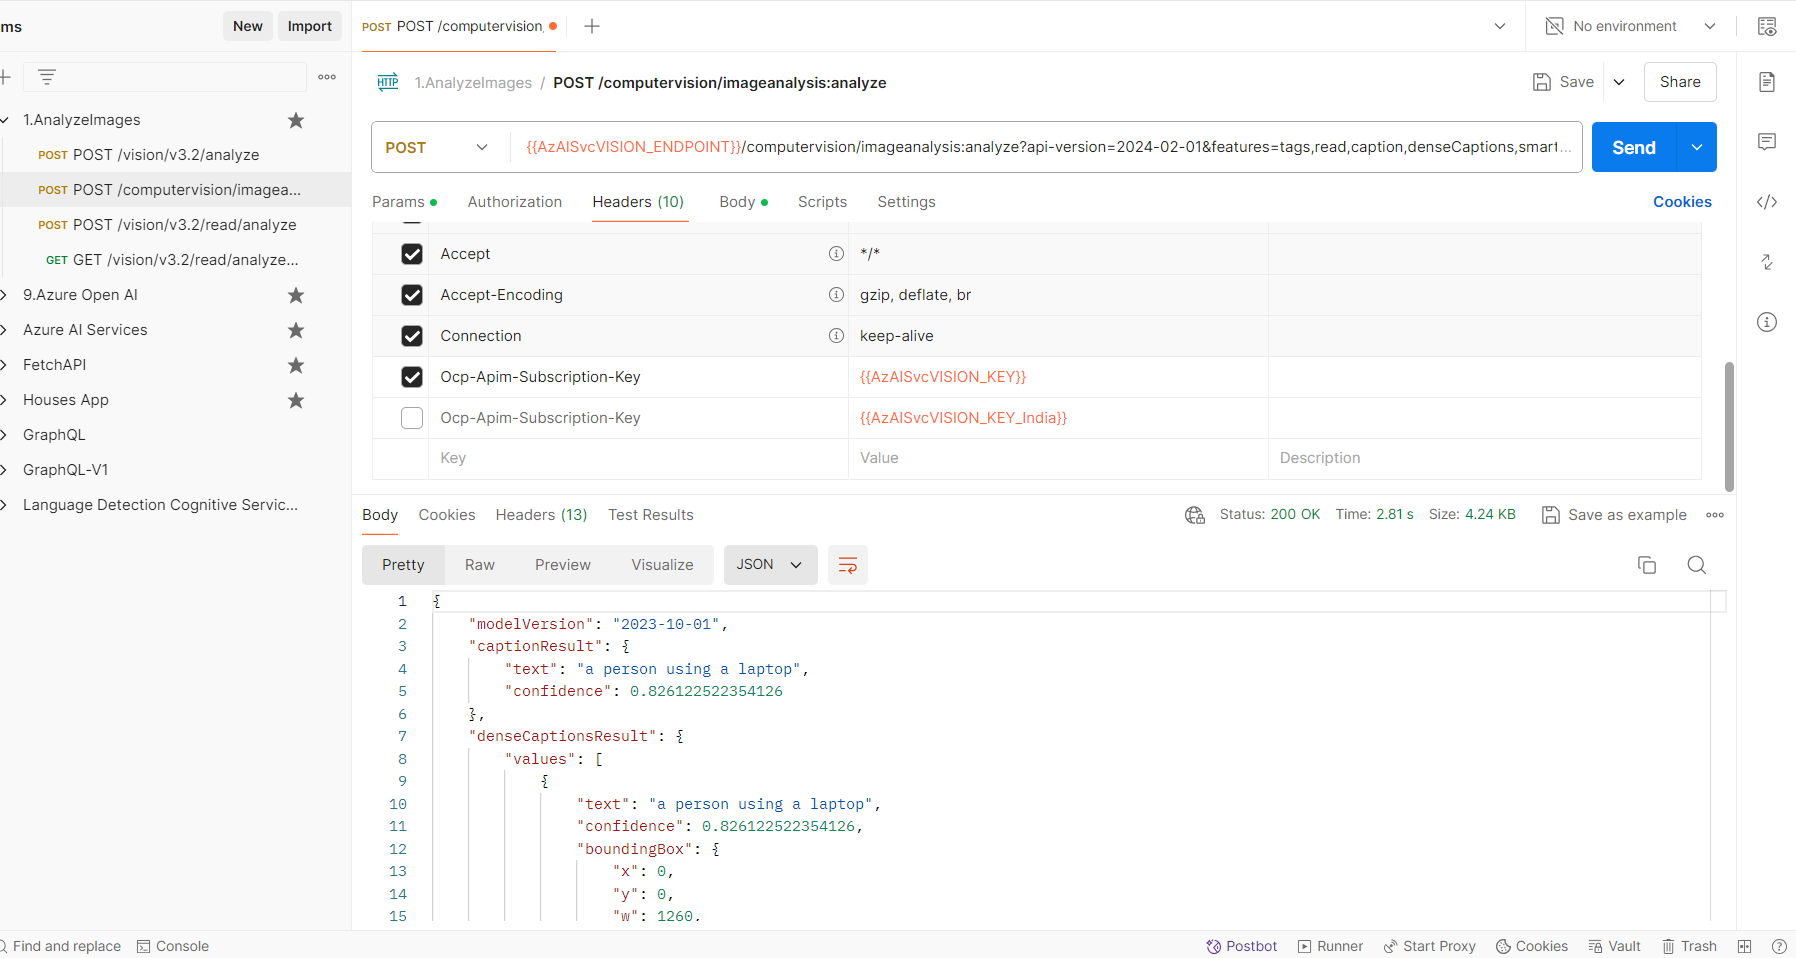 ms
New
Import
POST POST /computervision,
No environment
1.AnalyzeImages / POST /computervision/imageanalysis:analyze
Save
Share
1.AnalyzeImages
POST POST /vision/v3.2/analyze
POST POST /computervision/imagea...
POST POST /vision/v3.2/read/analyze
GET GET /vision/v3.2/read/analyze...
9.Azure Open AI
Azure AI Services
FetchAPI
Houses App
GraphQL
GraphQL-V1
Language Detection Cognitive Servic...
POST
{{AzAISvcVISION_ENDPOINT}}/computervision/imageanalysis:analyze?api-version=2024-02-01&features=tags,read,caption,denseCaptions,smart...
Send
Params
Authorization
Headers (10)
Body
Scripts
Settings
Cookies
Accept */*
Accept-Encoding gzip, deflate, br
Connection keep-alive
Ocp-Apim-Subscription-Key {{AzAISvcVISION_KEY}}
Ocp-Apim-Subscription-Key {{AzAISvcVISION_KEY_India}}
Key Value Description
Body Cookies Headers (13) Test Results
Status: 200 OK Time: 2.81 s Size: 4.24 KB
Save as example
Pretty Raw Preview Visualize JSON
1 {
2 "modelVersion": "2023-10-01",
3 "captionResult": {
4 "text": "a person using a laptop",
5 "confidence": 0.826122522354126
6 },
7 "denseCaptionsResult": {
8 "values": [
9 {
10 "text": "a person using a laptop",
11 "confidence": 0.826122522354126,
12 "boundingBox": {
13 "x": 0,
14 "y": 0,
15 "w": 1260,
Find and replace
Console
Postbot
Runner
Start Proxy
Cookies
Vault
Trash